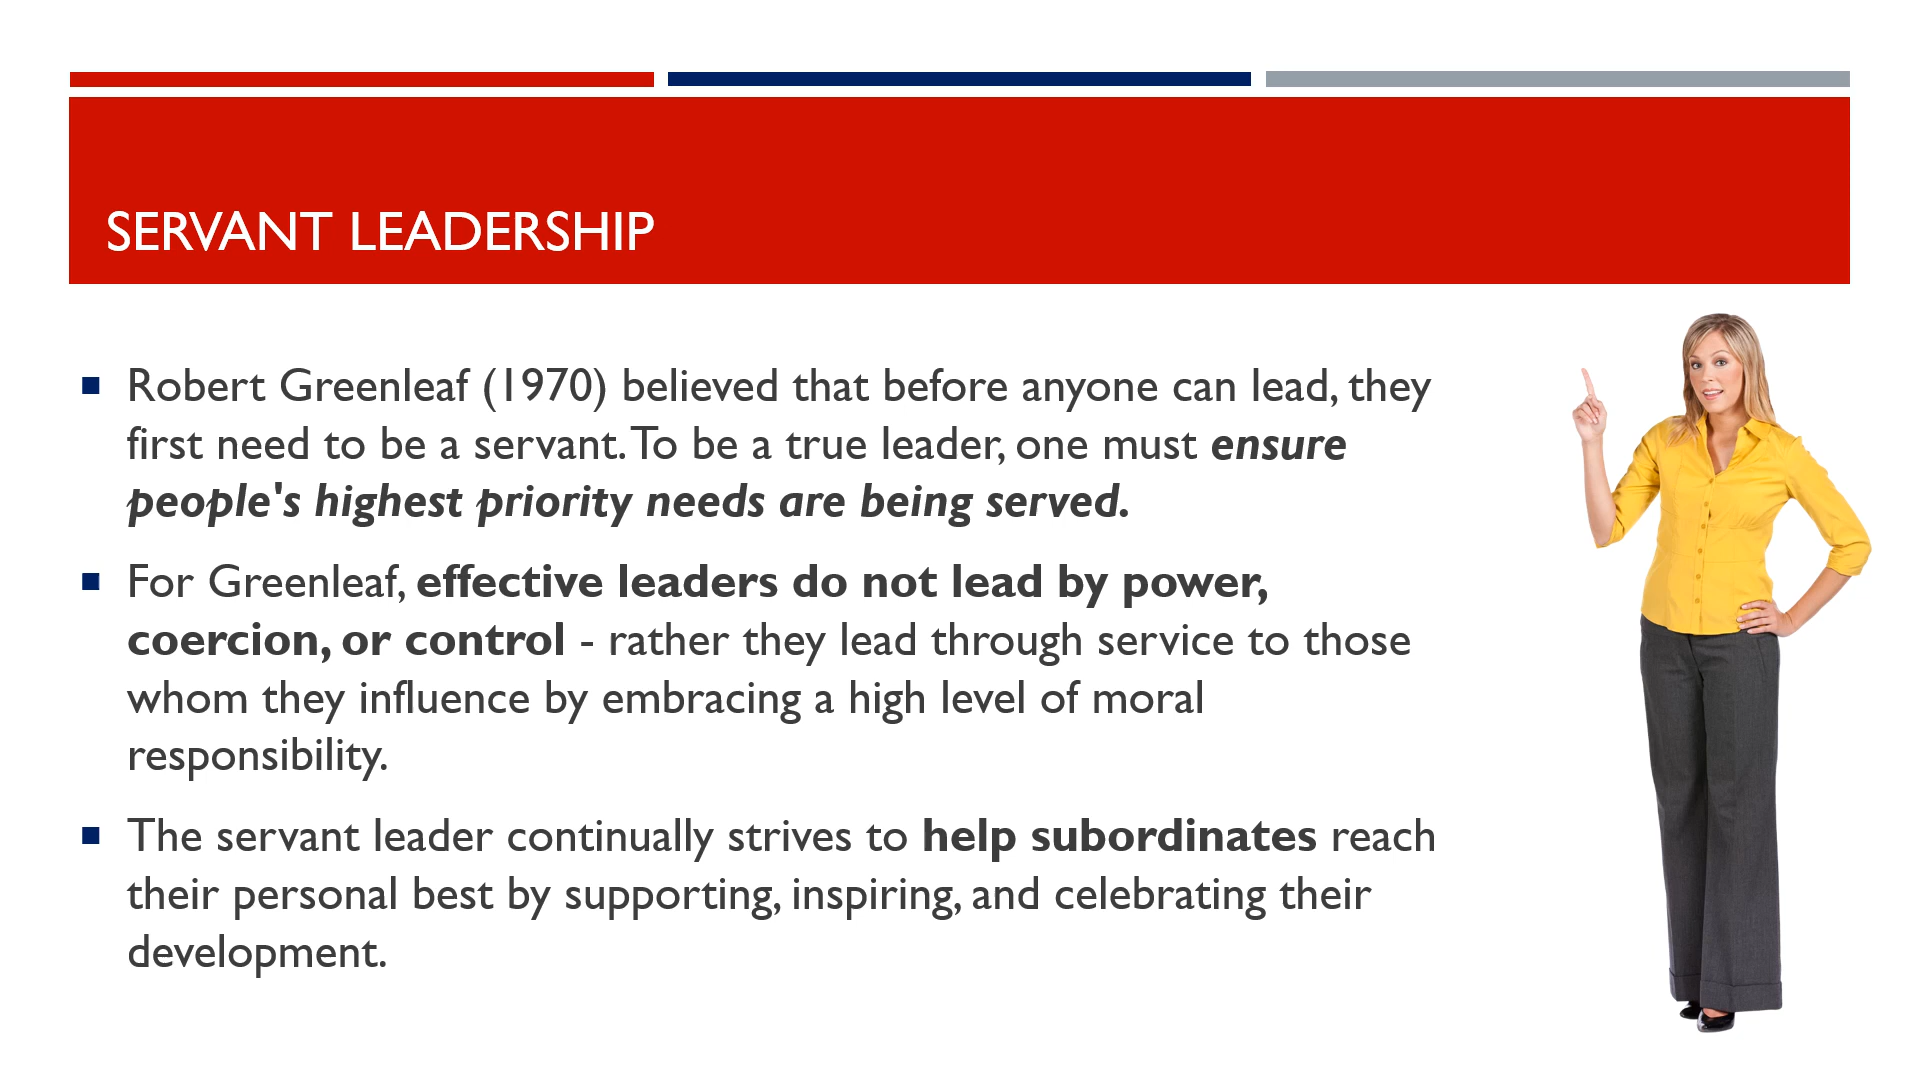 SERVANT LEADERSHIP
Robert Greenleaf (1970) believed that before anyone can lead, they
first need to be a servant. To be a true leader, one must ensure
people's highest priority needs are being served.
For Greenleaf, effective leaders do not lead by power,
coercion, or control - rather they lead through service to those
whom they influence by embracing a high level of moral
responsibility.
The servant leader continually strives to help subordinates reach
their personal best by supporting, inspiring, and celebrating their
development.